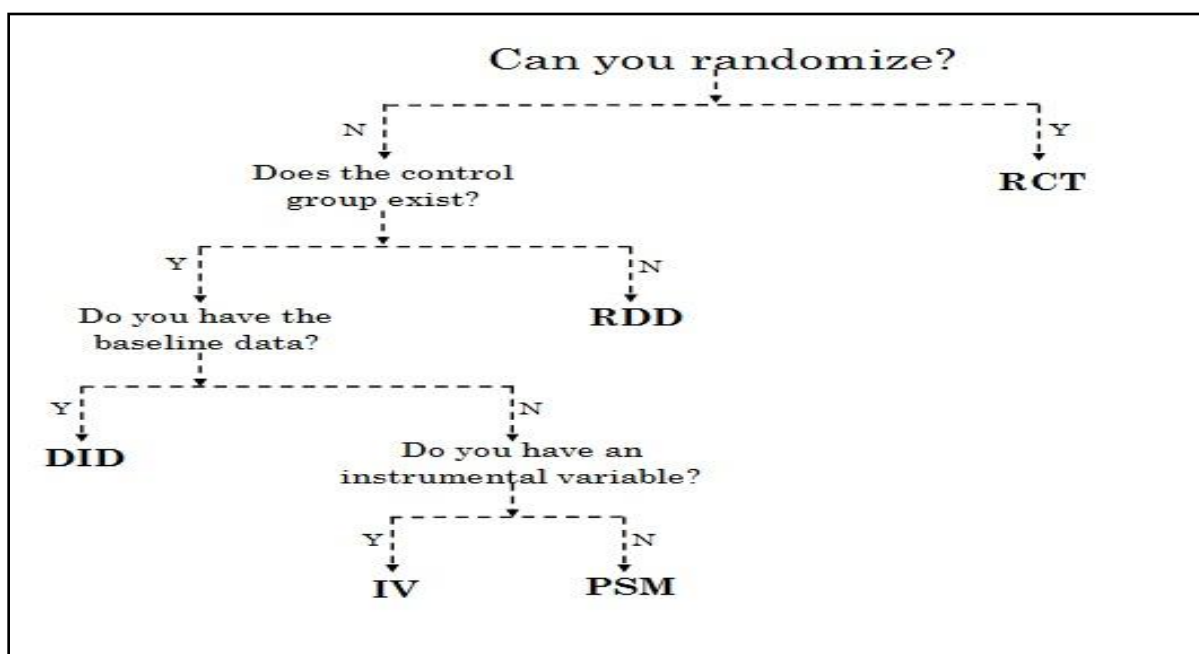 Can you randomize?
N
Y
Does the control
group exist?
RCT
Y
N
Do you have the
baseline data?
RDD
Y
N
DID
Do you have an
instrumental variable?
Y
N
IV
PSM